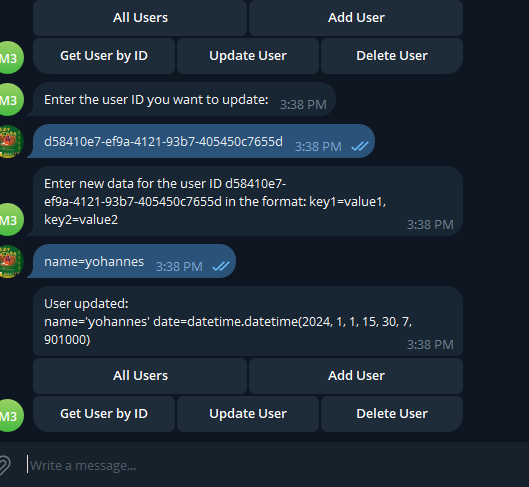 All Users Add User
M3 Get User by ID Update User Delete User
M3 Enter the user ID you want to update: 3:38 PM
d58410e7-ef9a-4121-93b7-405450c7655d 3:38 PM
Enter new data for the user ID d58410e7-
ef9a-4121-93b7-405450c7655d in the format: key1=value1,
M3 key2=value2 3:38 PM
name=yohannes 3:38 PM
User updated:
name='yohannes' date=datetime.datetime(2024, 1, 1, 15, 30, 7,
901000) 3:38 PM
All Users Add User
M3 Get User by ID Update User Delete User
Write a message...